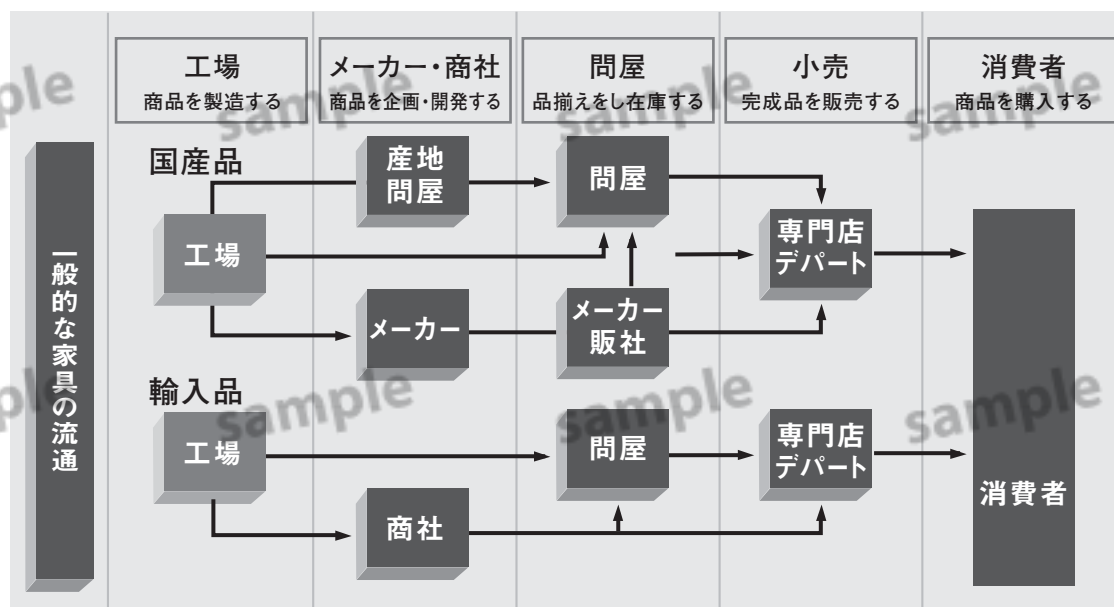 工場
商品を製造する
メーカー・商社
商品を企画・開発する
問屋
品揃えをし在庫する
小売
完成品を販売する
消費者
商品を購入する
一般的な家具の流通
国産品
工場
産地
問屋
問屋
専門店
デパート
メーカー
メーカー
販社
輸入品
工場
問屋
専門店
デパート
商社
消費者
ple
sample
sample
sample
ple
sample
sample
sample